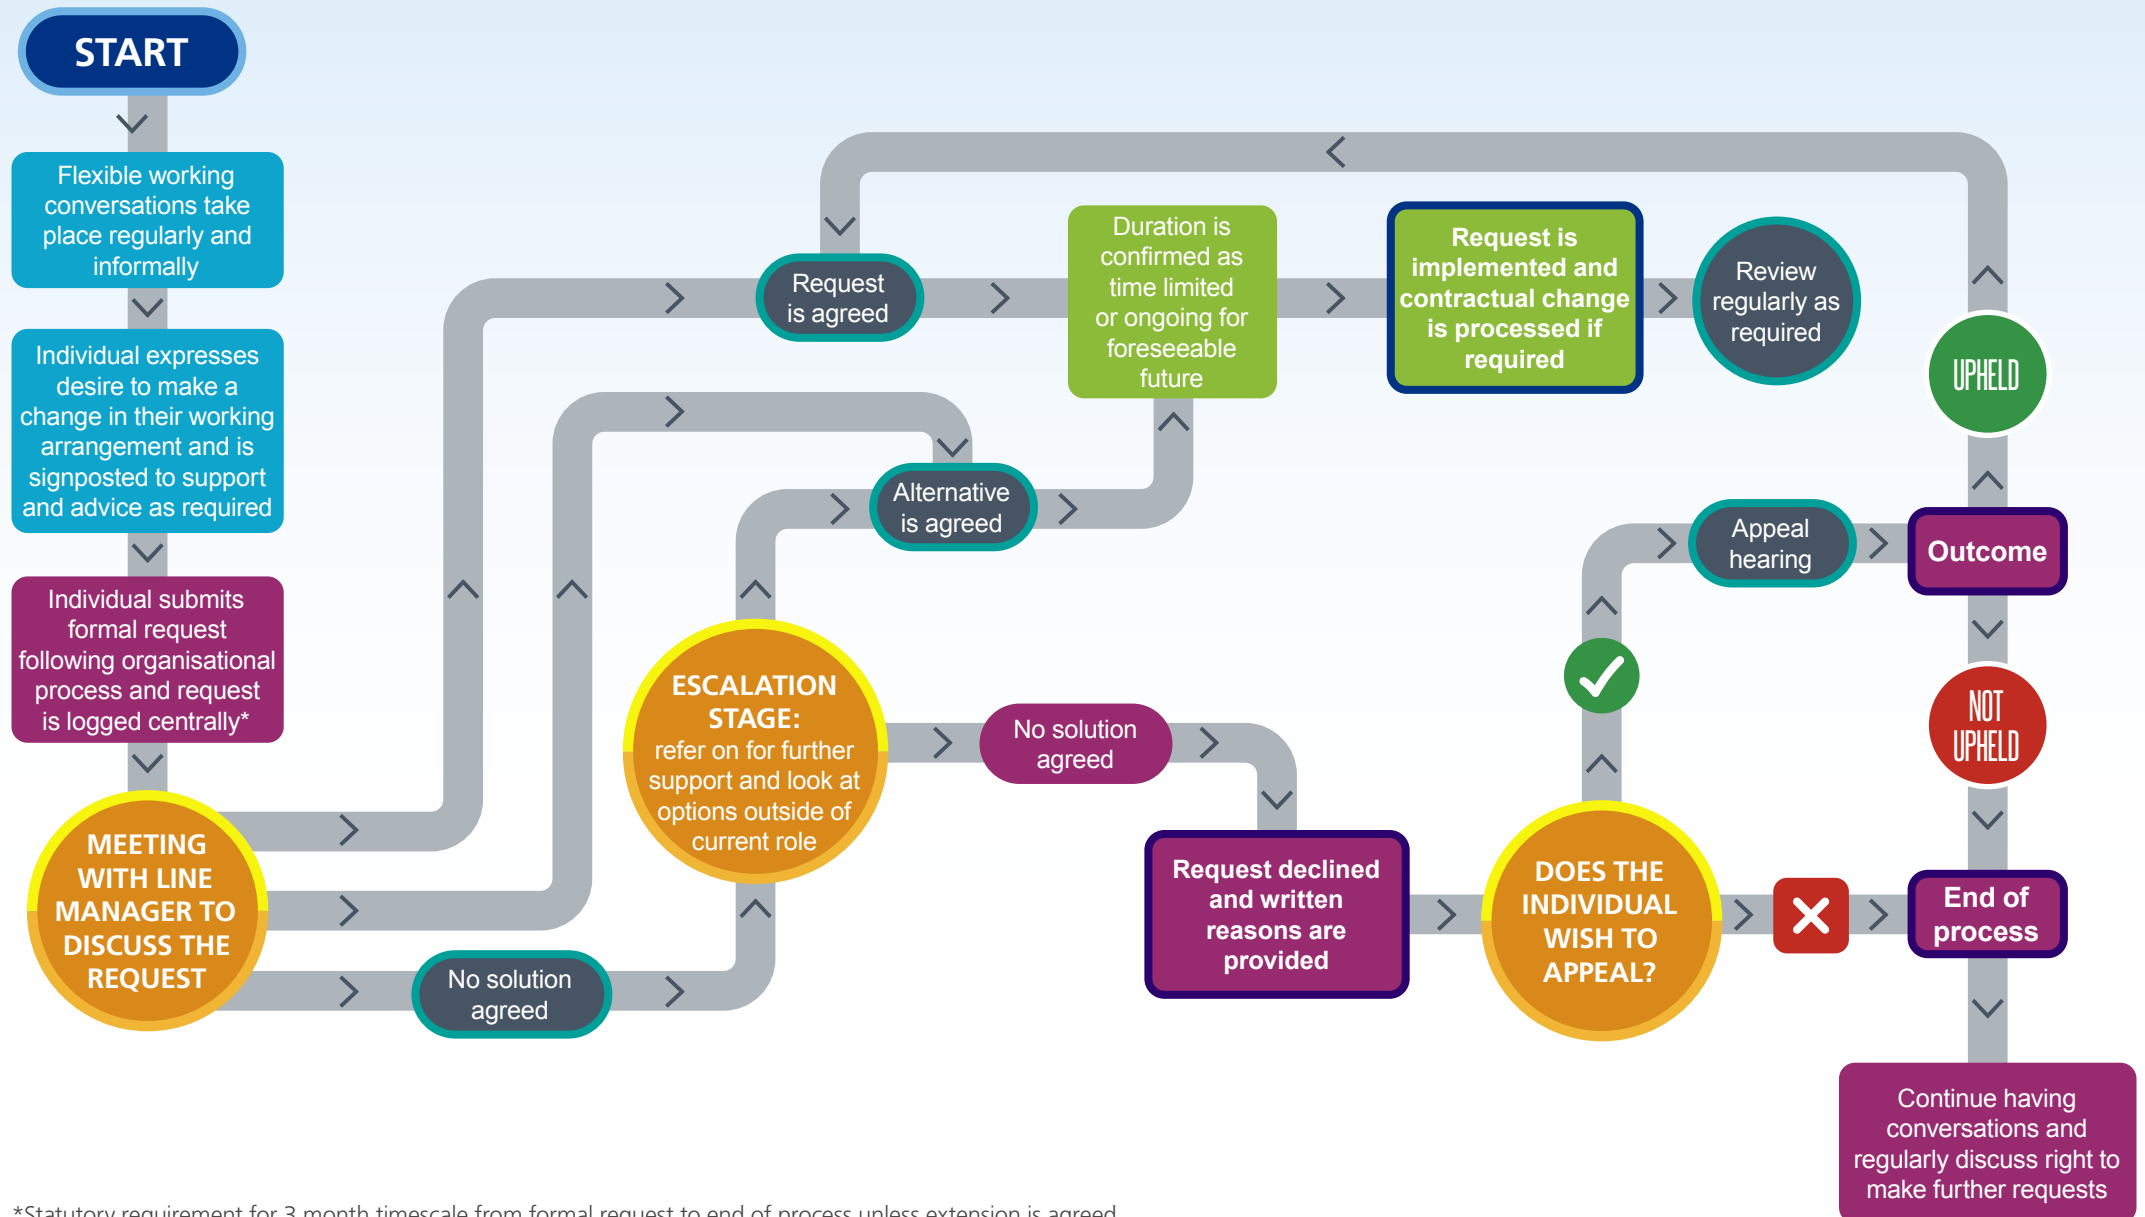 START
Flexible working
conversations take
place regularly and
informally
Individual expresses
desire to make a
change in their working
arrangement and is
signposted to support
and advice as required
Individual submits
formal request
following organisational
process and request
is logged centrally*
MEETING
WITH LINE
MANAGER TO
DISCUSS THE
REQUEST
Request
is agreed
Alternative
is agreed
No solution
agreed
ESCALATION
STAGE:
refer on for further
support and look at
options outside of
current role
Duration is
confirmed as
time limited
or ongoing for
foreseeable
future
Request is
implemented and
contractual change
is processed if
required
Review
regularly as
required
No solution
agreed
Request declined
and written
reasons are
provided
DOES THE
INDIVIDUAL
WISH TO
APPEAL?
Appeal
hearing
Outcome
UPHELD
NOT
UPHELD
End of
process
Continue having
conversations and
regularly discuss right to
make further requests
*Statutory requirement for 3 month timescale from formal request to end of process unless extension is agreed